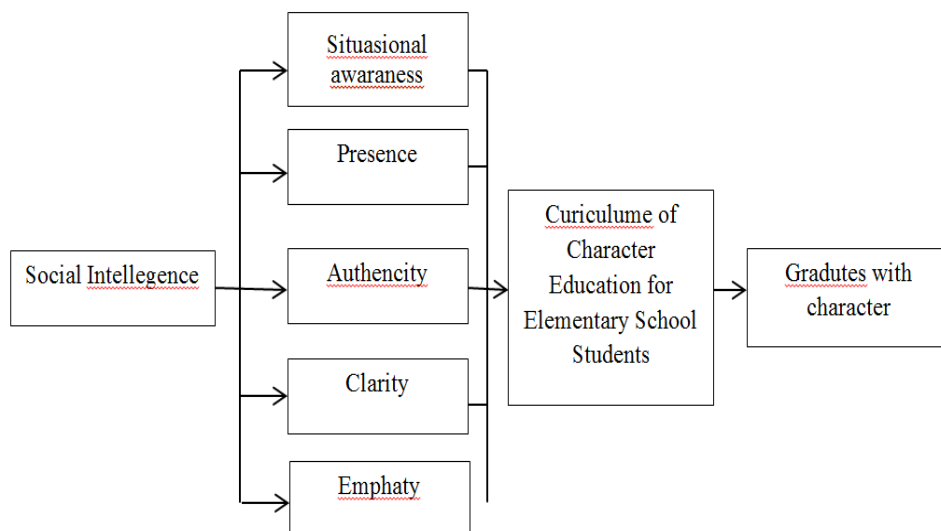 Social Intellegence
Situasional
awaraness
Presence
Authencity
Clarity
Emphaty
Curiculume of
Character
Education for
Elementary School
Students
Gradutes with
character